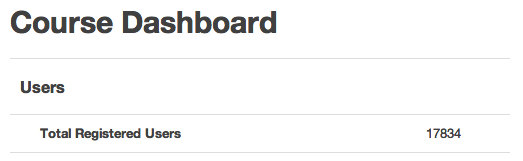 Course Dashboard
Users
Total Registered Users 17834